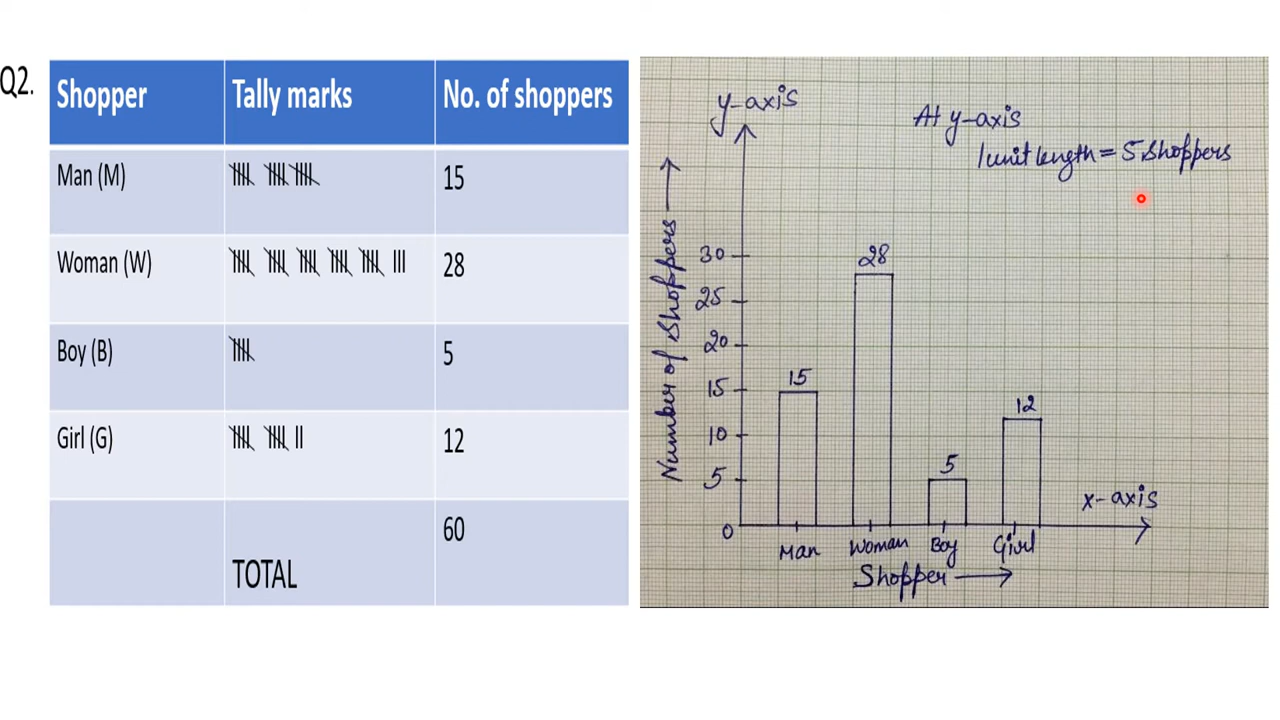 Q2.
Shopper Tally marks No. of shoppers
Man (M) 15
Woman (W) 28
Boy (B) 5
Girl (G) 12
TOTAL 60
y-axis
At y-axis
1 unit length = 5 Shoppers
Number of Shoppers
30
25
20
15
10
5
0
15
28
5
12
Man Woman Boy Girl
x-axis
Shopper